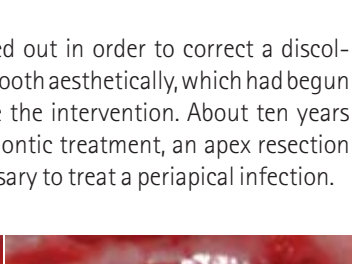 ed out in order to correct a discol-
ooth aesthetically, which had begun
e the intervention. About ten years
ontic treatment, an apex resection
sary to treat a periapical infection.